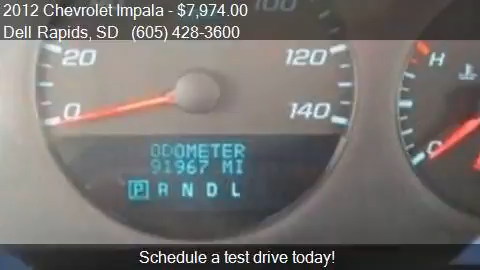 2012 Chevrolet Impala - $7,974.00
Dell Rapids, SD   (605) 428-3600
100
20
120
0
140
H
C
ODOMETER
91967 MI
P R N D L
Schedule a test drive today!